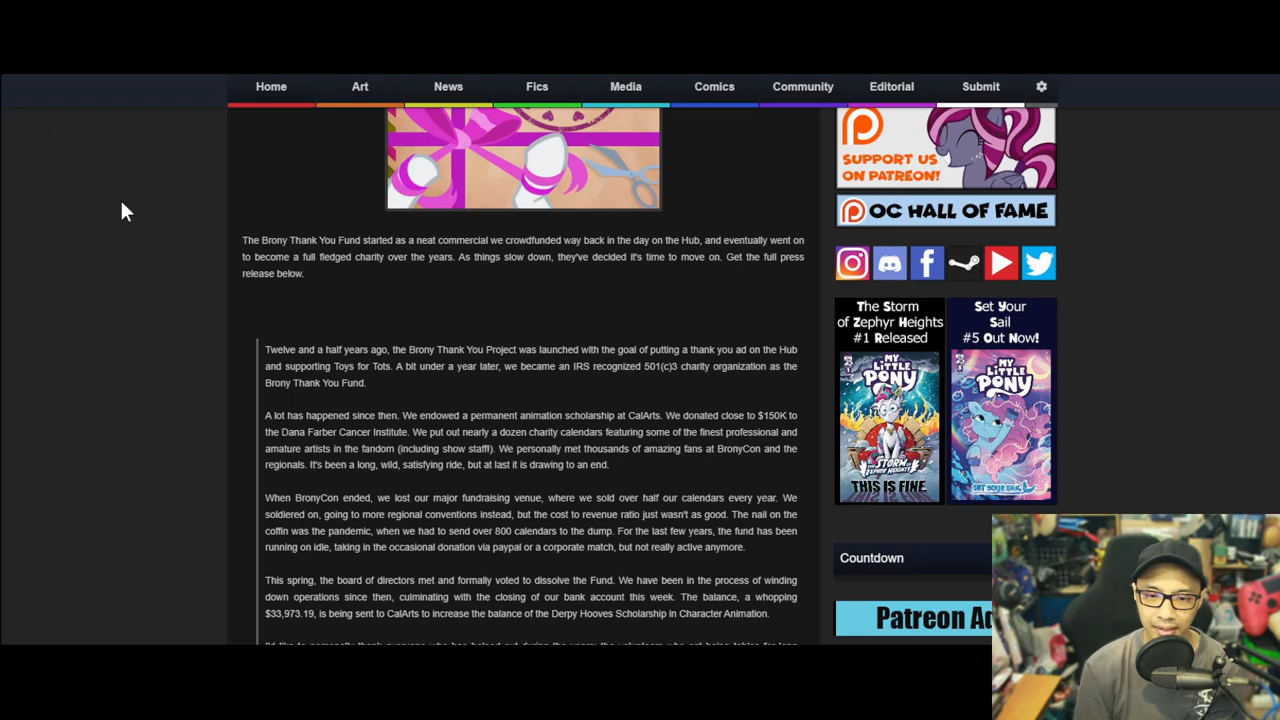 Home Art News Fics Media Comics Community Editorial Submit
SUPPORT US
ON PATREON!
OC HALL OF FAME
The Brony Thank You Fund started as a neat commercial we crowdfunded way back in the day on the Hub, and eventually went on
to become a full fledged charity over the years. As things slow down, they've decided it's time to move on. Get the full press
release below.
The Storm
of Zephyr Heights
#1 Released
Set Your
Sail
#5 Out Now!
MY
LITTLE
PONY
THE STORM
OF ZEPHYR HEIGHTS
THIS IS FINE.
MY
LITTLE
PONY
SET YOUR SAIL
Twelve and a half years ago, the Brony Thank You Project was launched with the goal of putting a thank you ad on the Hub
and supporting Toys for Tots. A bit under a year later, we became an IRS recognized 501(c)3 charity organization as the
Brony Thank You Fund.
A lot has happened since then. We endowed a permanent animation scholarship at CalArts. We donated close to $150K to
the Dana Farber Cancer Institute. We put out nearly a dozen charity calendars featuring some of the finest professional and
amature artists in the fandom (including show staff!). We personally met thousands of amazing fans at BronyCon and the
regionals. It's been a long, wild, satisfying ride, but at last it is drawing to an end.
When BronyCon ended, we lost our major fundraising venue, where we sold over half our calendars every year. We
soldiered on, going to more regional conventions instead, but the cost to revenue ratio just wasn't as good. The nail on the
coffin was the pandemic, when we had to send over 800 calendars to the dump. For the last few years, the fund has been
running on idle, taking in the occasional donation via paypal or a corporate match, but not really active anymore.
This spring, the board of directors met and formally voted to dissolve the Fund. We have been in the process of winding
down operations since then, culminating with the closing of our bank account this week. The balance, a whopping
$33,973.19, is being sent to CalArts to increase the balance of the Derpy Hooves Scholarship in Character Animation.
Countdown
Patreon Ad